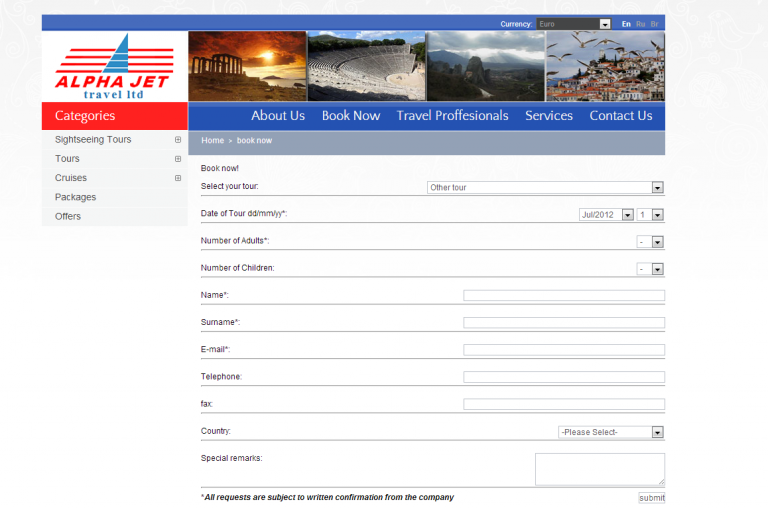 Currency: Euro En Ru Br
ALPHA JET
travel ltd
Categories
About Us Book Now Travel Proffesionals Services Contact Us
Sightseeing Tours
Tours
Cruises
Packages
Offers
Home > book now
Book now!
Select your tour: Other tour
Date of Tour dd/mm/yy*: Jul/2012 1
Number of Adults*: -
Number of Children: -
Name*:
Surname*:
E-mail*:
Telephone:
fax:
Country: -Please Select-
Special remarks:
*All requests are subject to written confirmation from the company submit